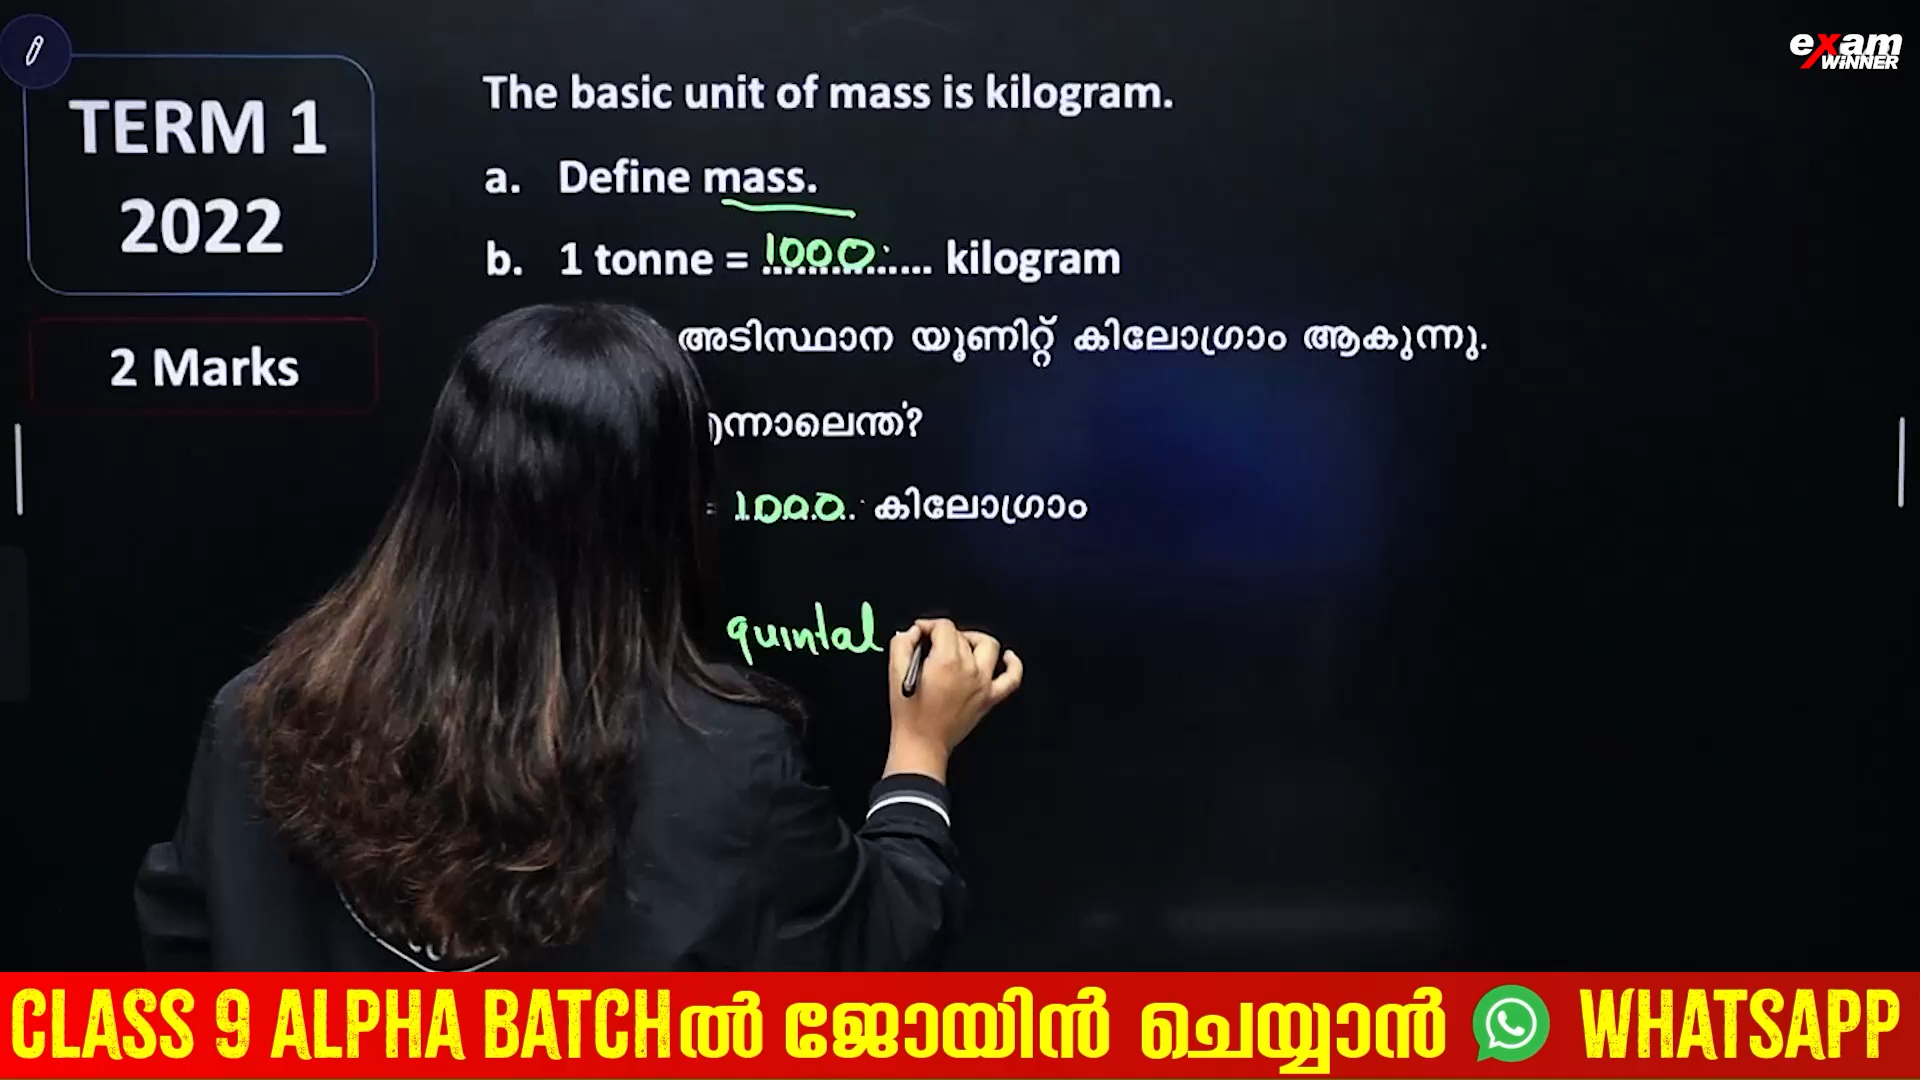 exam
WINNER
TERM 1
2022
2 Marks
The basic unit of mass is kilogram.
a. Define mass.
b. 1 tonne = 1000 kilogram
അടിസ്ഥാന യൂണിറ്റ് കിലോഗ്രാം ആകുന്നു.
എന്നാലെന്ത്?
= 1000 കിലോഗ്രാം
quintal
CLASS 9 ALPHA BATCHൽ ജോയിൻ ചെയ്യാൻ WHATSAPP